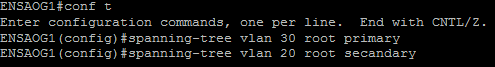 ENSAOG1#conf t
Enter configuration commands, one per line.  End with CNTL/Z.
ENSAOG1(config)#spanning-tree vlan 30 root primary
ENSAOG1(config)#spanning-tree vlan 20 root secandary